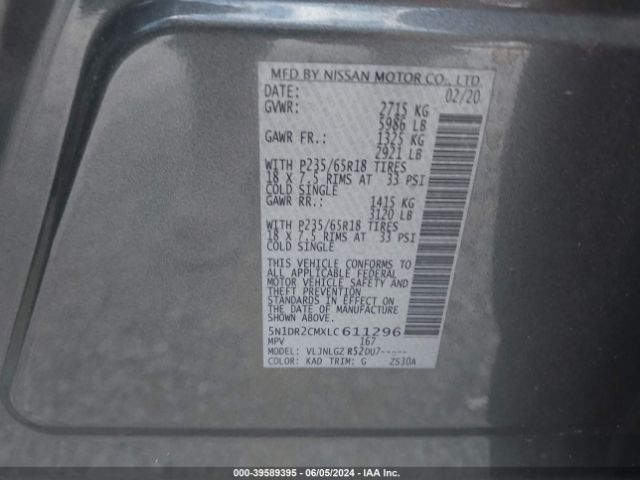 MFD BY NISSAN MOTOR CO., LTD.
DATE: 02/20
GVWR: 2715 KG
5986 LB
GAWR FR.: 1325 KG
2921 LB
WITH P235/65R18 TIRES
18 X 7.5 RIMS AT 33 PSI
COLD SINGLE
GAWR RR.: 1415 KG
3120 LB
WITH P235/65R18 TIRES
18 X 7.5 RIMS AT 33 PSI
COLD SINGLE
THIS VEHICLE CONFORMS TO
ALL APPLICABLE FEDERAL
MOTOR VEHICLE SAFETY AND
THEFT PREVENTION
STANDARDS IN EFFECT ON
THE DATE OF MANUFACTURE
SHOWN ABOVE.
5N1DR2CMXLC611296
MPV 167
MODEL: VLJNLGZ R52DU7-----
COLOR: KAD TRIM: G ZS30A
000-39589395 - 06/05/2024 - IAA Inc.